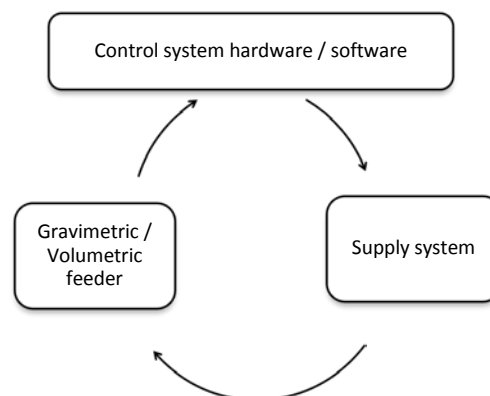 Control system hardware / software
Gravimetric /
Volumetric
feeder
Supply system